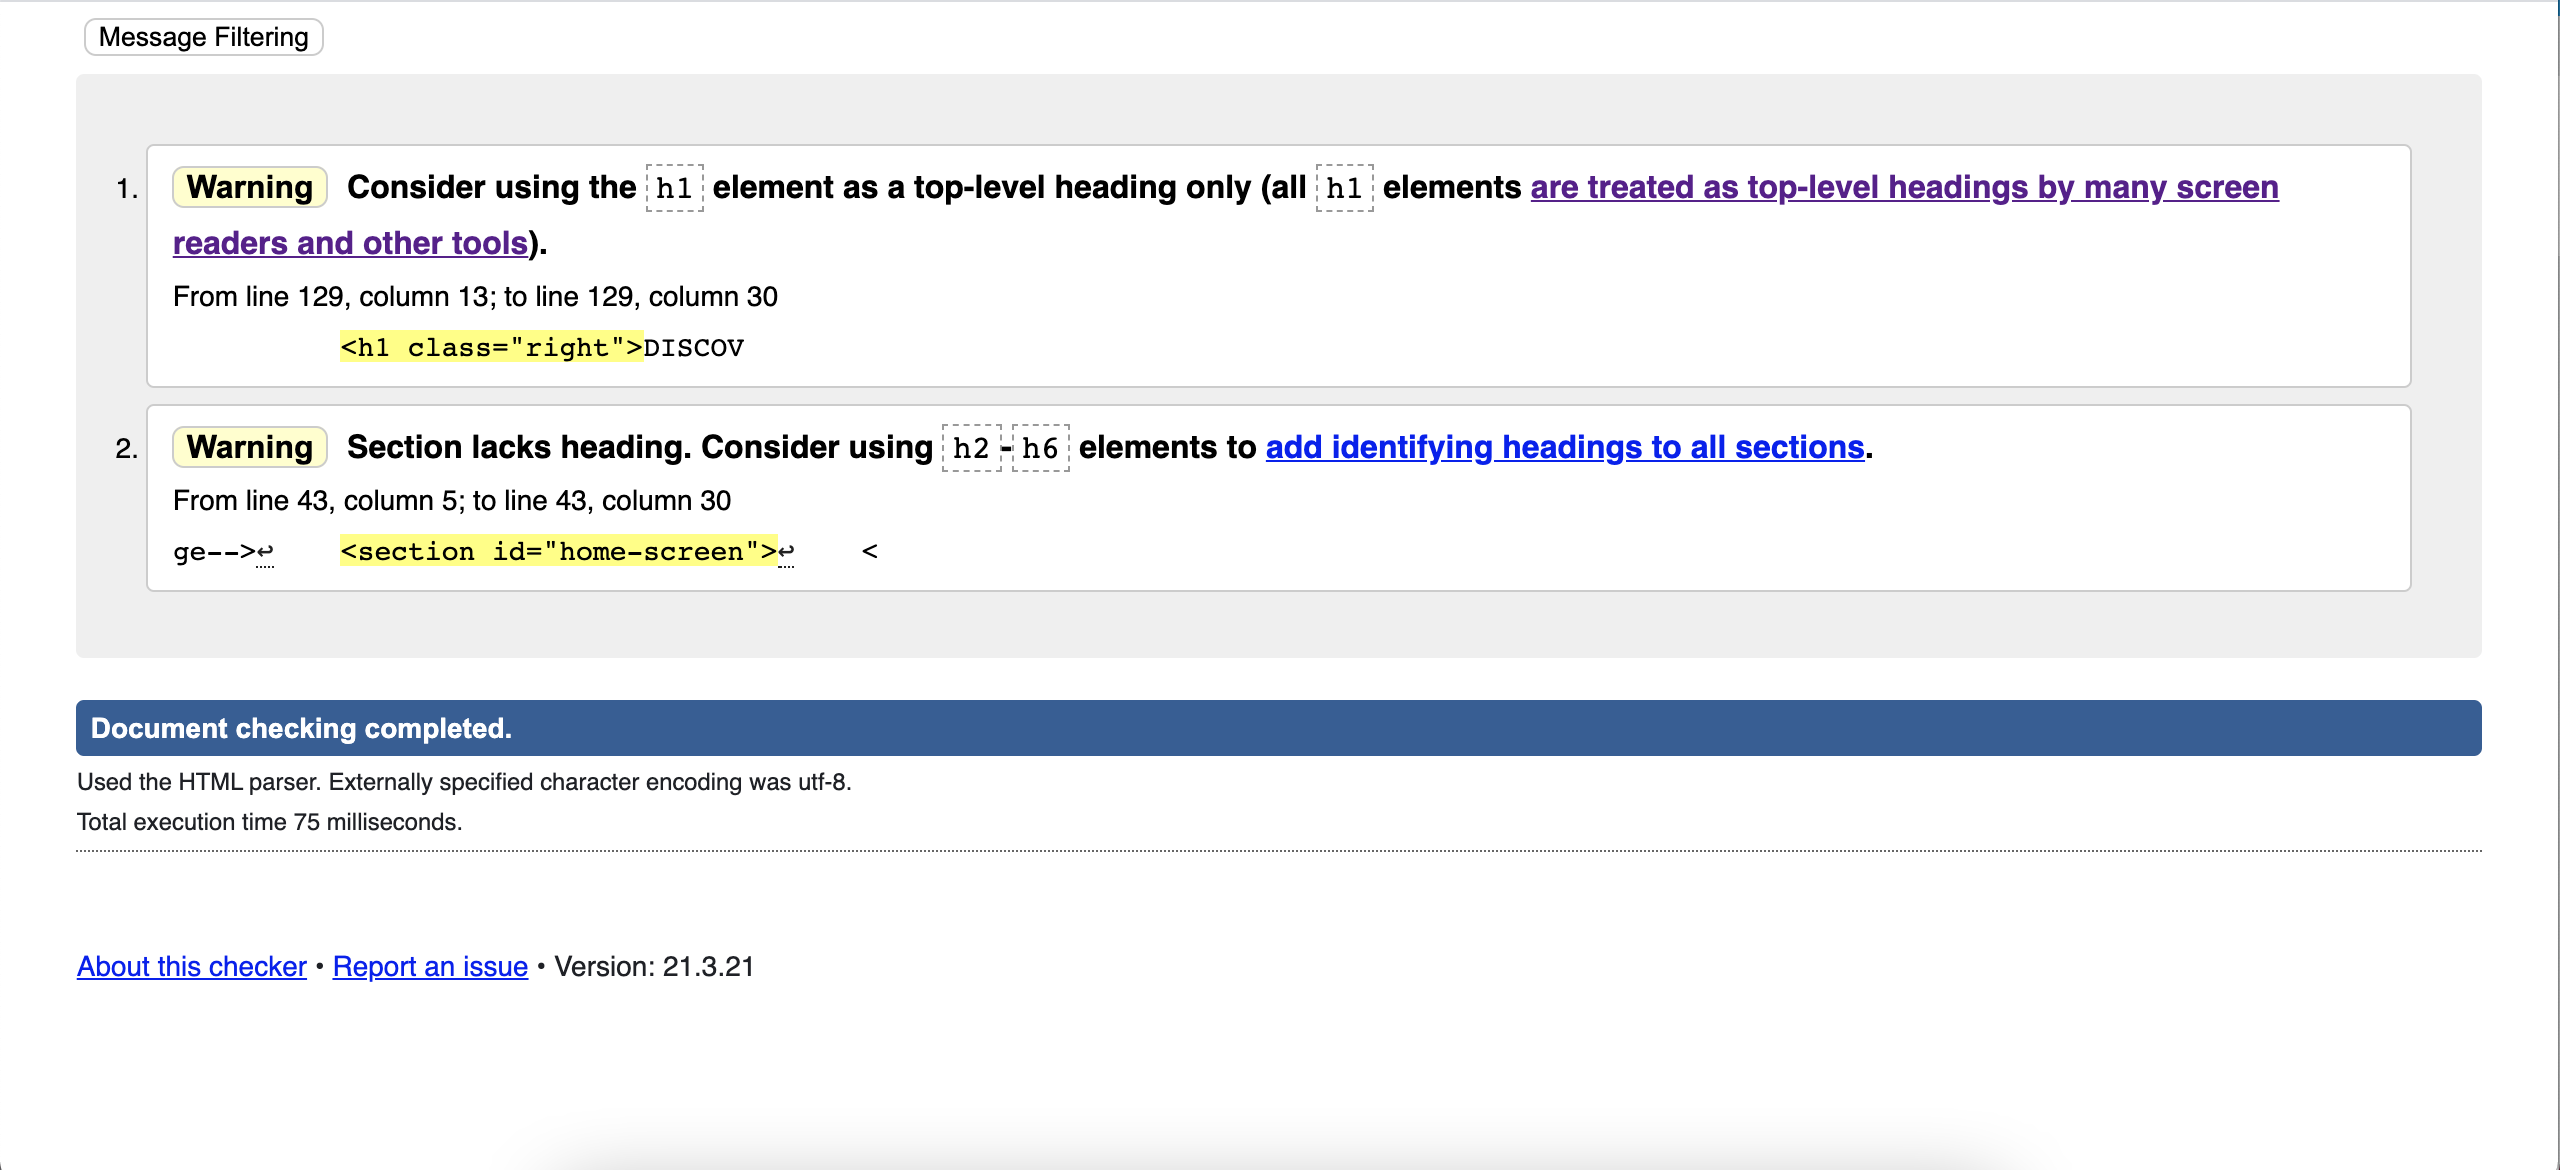 Message Filtering
1. Warning Consider using the h1 element as a top-level heading only (all h1 elements are treated as top-level headings by many screen
readers and other tools).
From line 129, column 13; to line 129, column 30
<h1 class="right">DISCOV
2. Warning Section lacks heading. Consider using h2-h6 elements to add identifying headings to all sections.
From line 43, column 5; to line 43, column 30
ge-->↩ <section id="home-screen">↩ <
Document checking completed.
Used the HTML parser. Externally specified character encoding was utf-8.
Total execution time 75 milliseconds.
About this checker • Report an issue • Version: 21.3.21